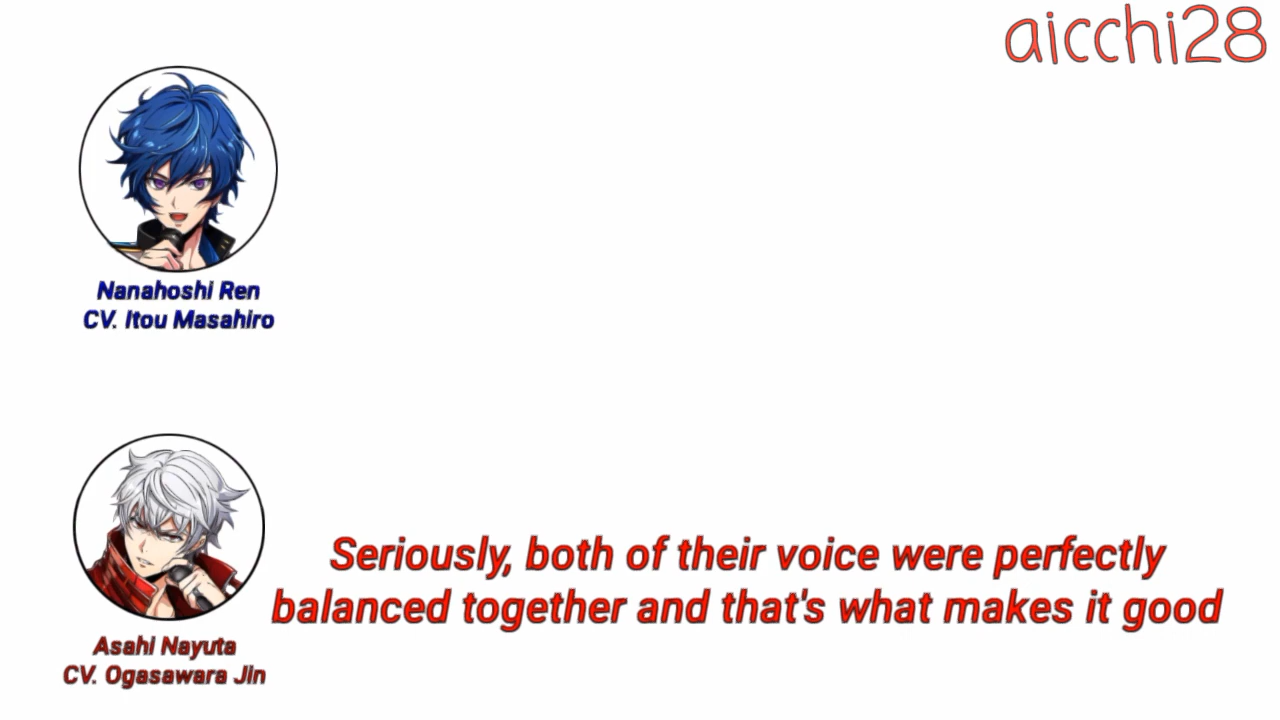 aicchi28
Nanahoshi Ren
CV. Itou Masahiro
Seriously, both of their voice were perfectly
balanced together and that's what makes it good
Asahi Nayuta
CV. Ogasawara Jin